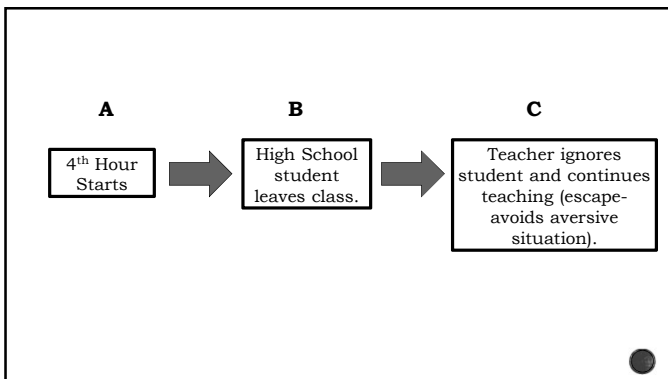 A
B
C
4th Hour
Starts
High School
student
leaves class.
Teacher ignores
student and continues
teaching (escape-
avoids aversive
situation).